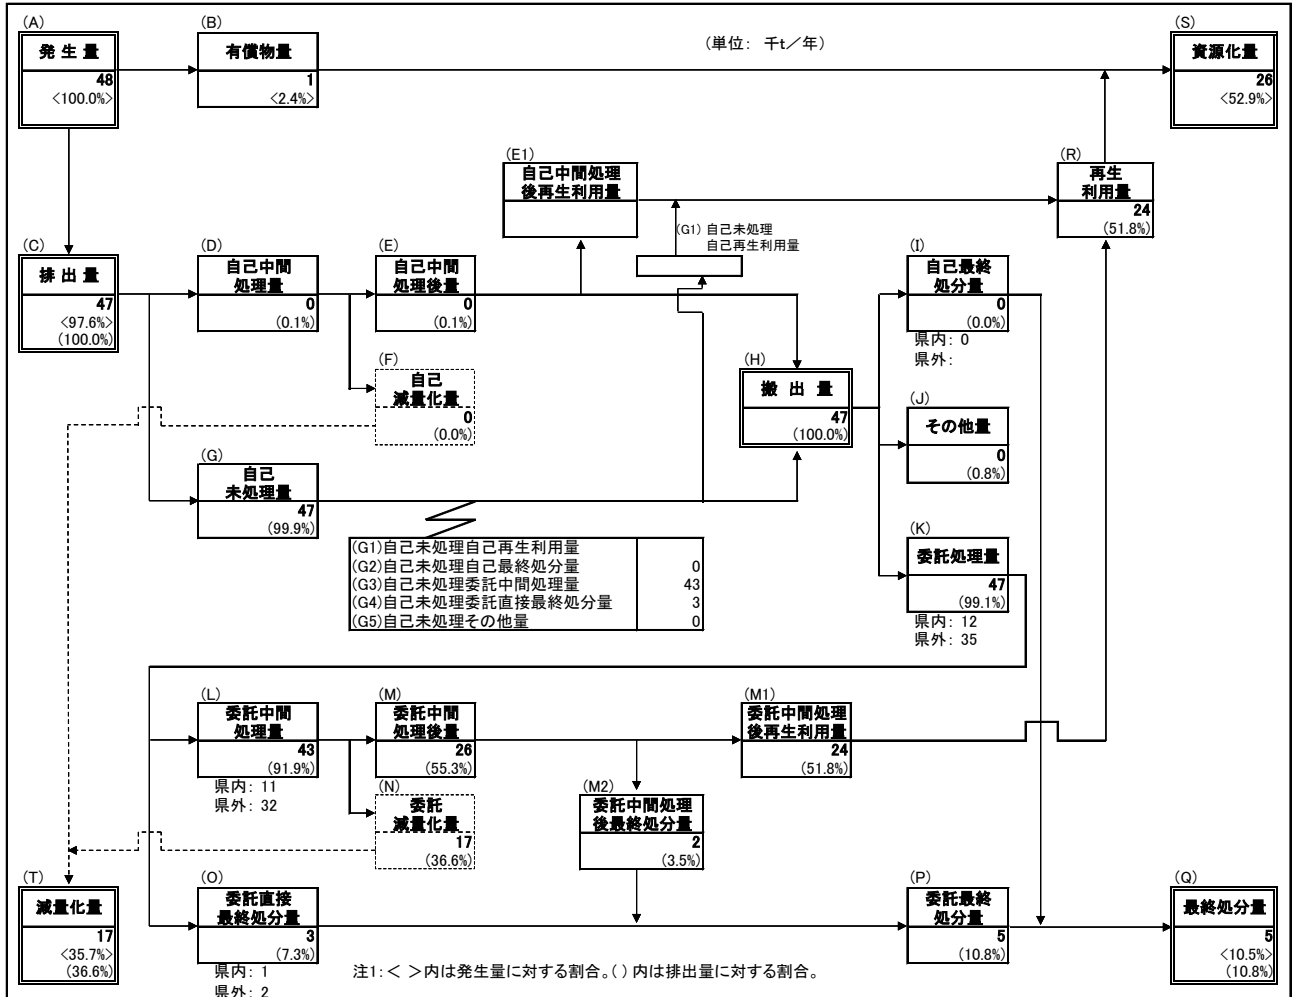 (A)
発 生 量
48
<100.0%>
(B)
有償物量
1
<2.4%>
(単位： 千t／年)
(S)
資源化量
26
<52.9%>
(E1)
自己中間処理
後再生利用量
(R)
再生
利用量
24
(51.8%)
(G1) 自己未処理
自己再生利用量
(C)
排 出 量
47
<97.6%>
(100.0%)
(D)
自己中間
処理量
0
(0.1%)
(E)
自己中間
処理後量
0
(0.1%)
(I)
自己最終
処分量
0
(0.0%)
県内： 0
県外：
(F)
自己
減量化量
0
(0.0%)
(H)
搬 出 量
47
(100.0%)
(J)
その他量
0
(0.8%)
(G)
自己
未処理量
47
(99.9%)
(G1)自己未処理自己再生利用量
(G2)自己未処理自己最終処分量 0
(G3)自己未処理委託中間処理量 43
(G4)自己未処理委託直接最終処分量 3
(G5)自己未処理その他量 0
(K)
委託処理量
47
(99.1%)
県内： 12
県外： 35
(L)
委託中間
処理量
43
(91.9%)
県内： 11
県外： 32
(M)
委託中間
処理後量
26
(55.3%)
(M1)
委託中間処理
後再生利用量
24
(51.8%)
(N)
委託
減量化量
17
(36.6%)
(M2)
委託中間処理
後最終処分量
2
(3.5%)
(T)
減量化量
17
<35.7%>
(36.6%)
(O)
委託直接
最終処分量
3
(7.3%)
県内： 1
県外： 2
(P)
委託最終
処分量
5
(10.8%)
(Q)
最終処分量
5
<10.5%>
(10.8%)
注1：＜ ＞内は発生量に対する割合。( ) 内は排出量に対する割合。